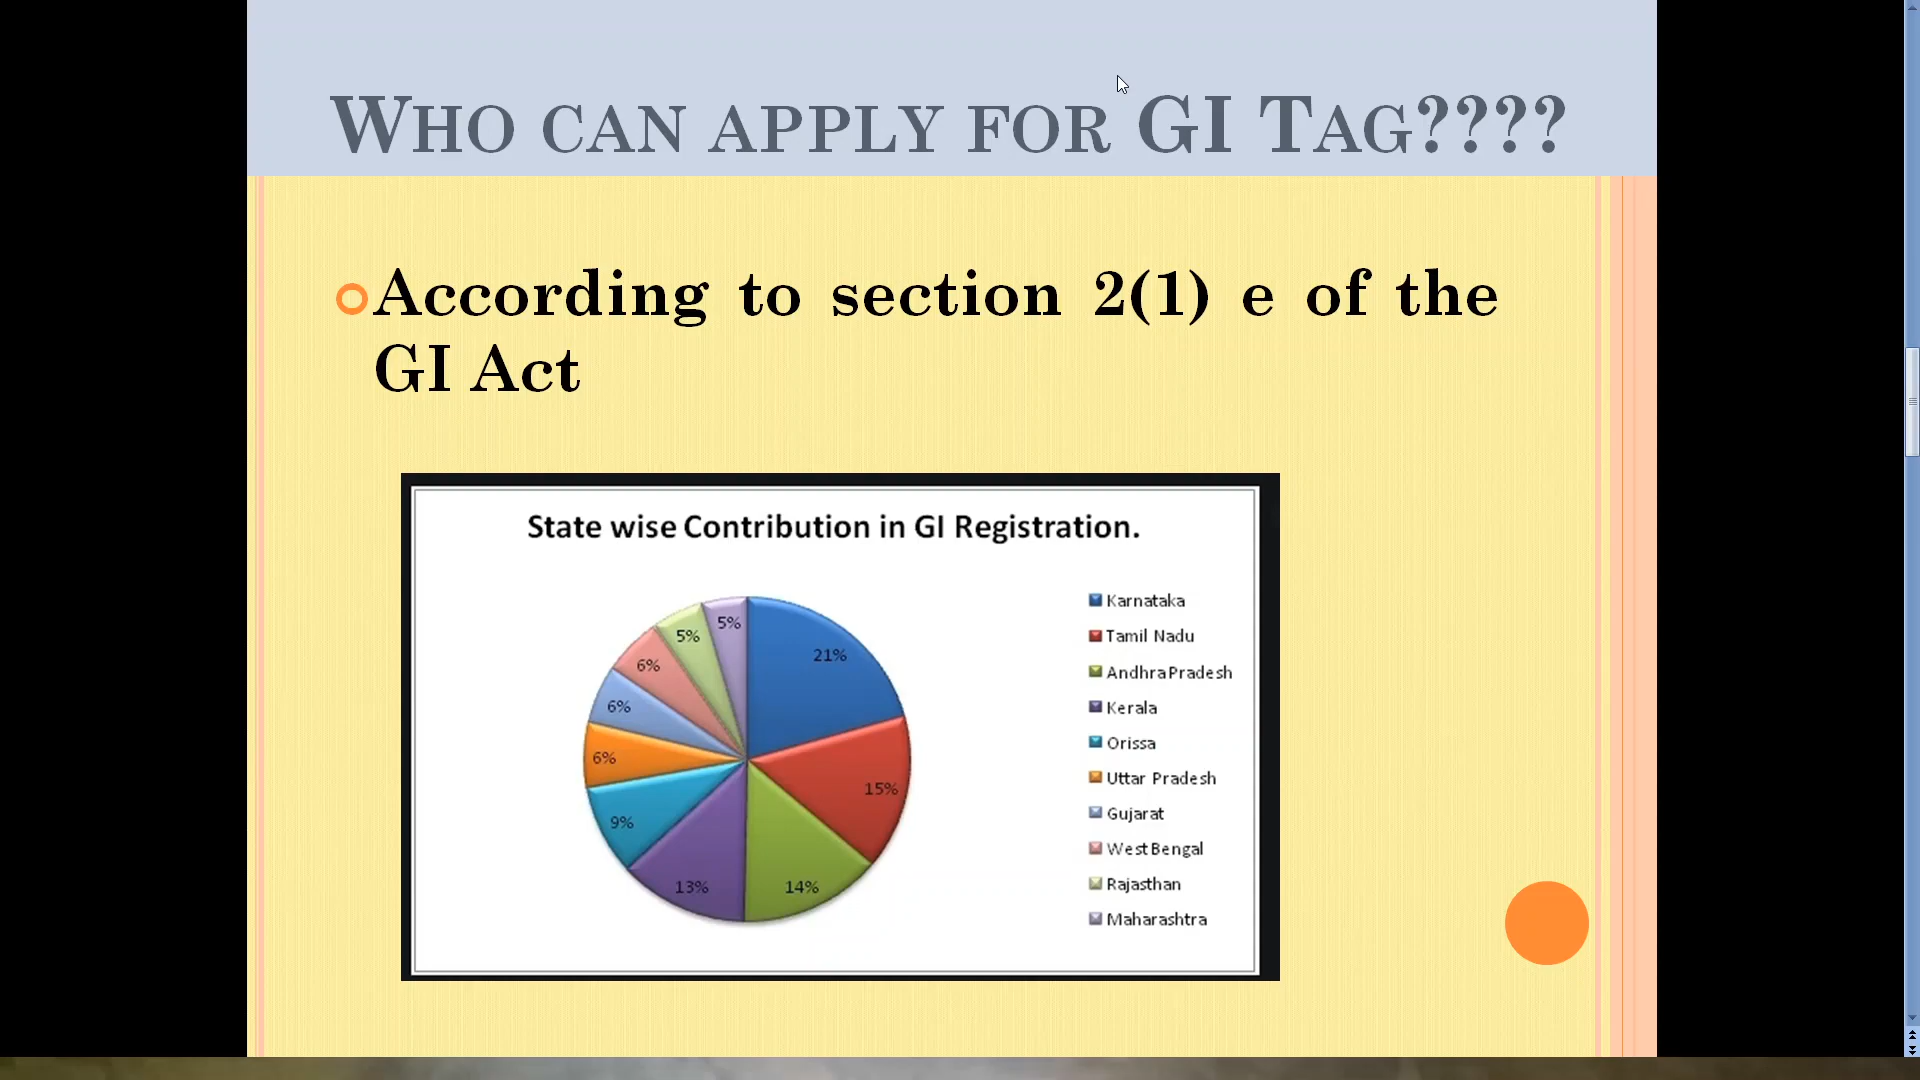 WHO CAN APPLY FOR GI TAG????
According to section 2(1) e of the
GI Act
State wise Contribution in GI Registration.
21%
15%
14%
13%
9%
6%
6%
6%
5%
5%
Karnataka
Tamil Nadu
Andhra Pradesh
Kerala
Orissa
Uttar Pradesh
Gujarat
West Bengal
Rajasthan
Maharashtra